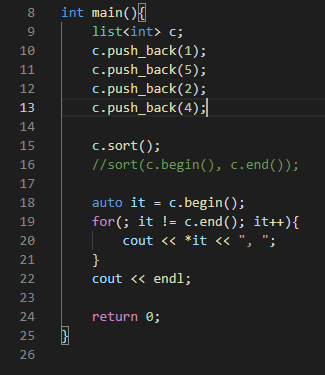 8 int main(){
9 list<int> c;
10 c.push_back(1);
11 c.push_back(5);
12 c.push_back(2);
13 c.push_back(4);
14
15 c.sort();
16 //sort(c.begin(), c.end());
17
18 auto it = c.begin();
19 for(; it != c.end(); it++){
20 cout << *it << ", ";
21 }
22 cout << endl;
23
24 return 0;
25 }
26